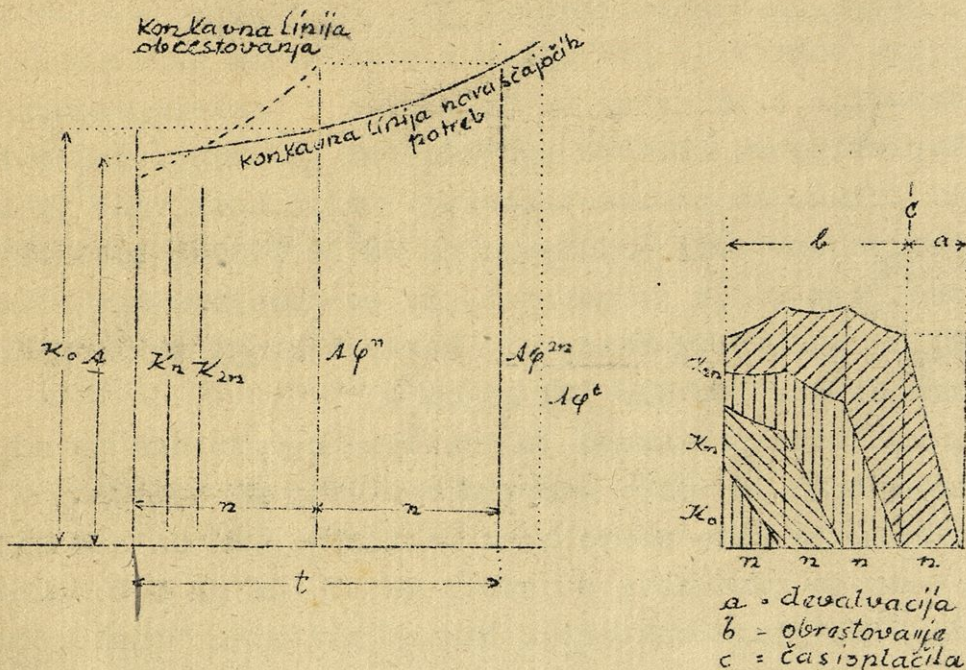 Konkavna linija
obrestovanja
Konkavna linija naraščajočih
potreb
K₀ A Kn K₂n Aφⁿ Aφ²ⁿ
Aφᵗ
n n
t
c
b a
K₂n
Kn
K₀
n n n n
a = devalvacija
b = obrestovanje
c = čas izplačila